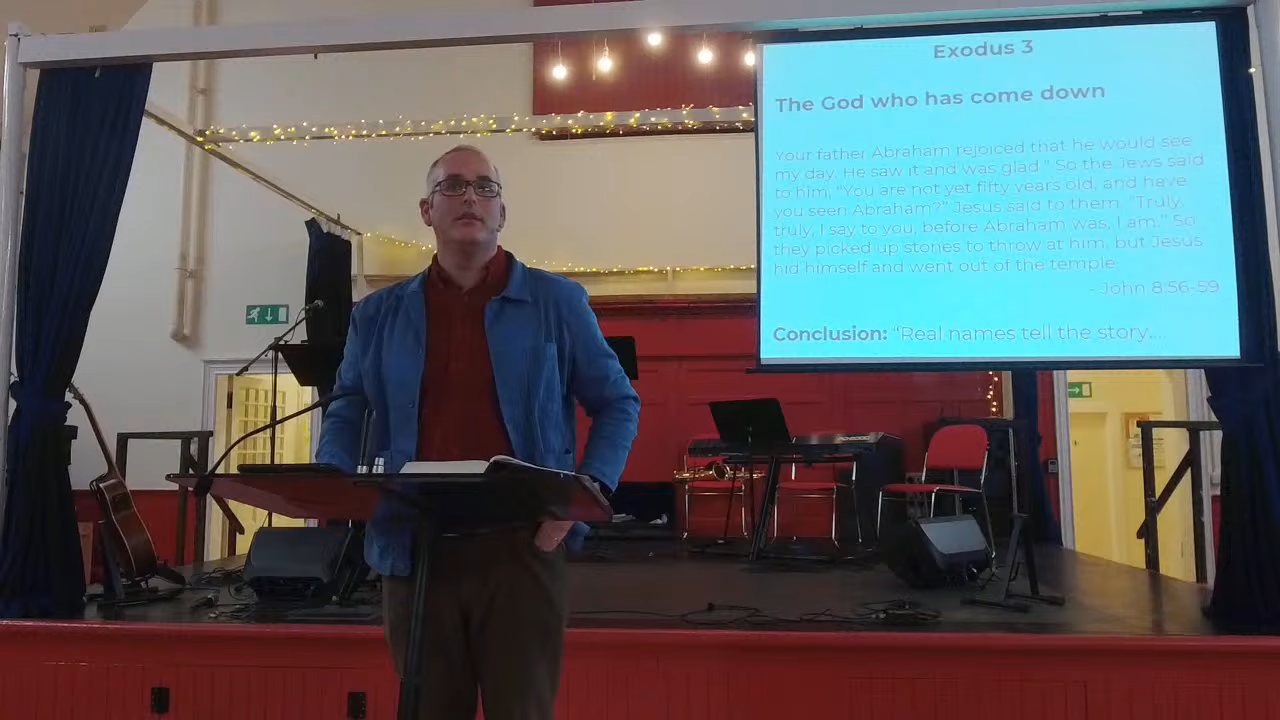 Exodus 3
The God who has come down
Your father Abraham rejoiced that he would see
my day. He saw it and was glad." So the Jews said
to him, "You are not yet fifty years old, and have
you seen Abraham?" Jesus said to them, "Truly,
truly, I say to you, before Abraham was, I am." So
they picked up stones to throw at him, but Jesus
hid himself and went out of the temple
- John 8:56-59
Conclusion: "Real names tell the story....